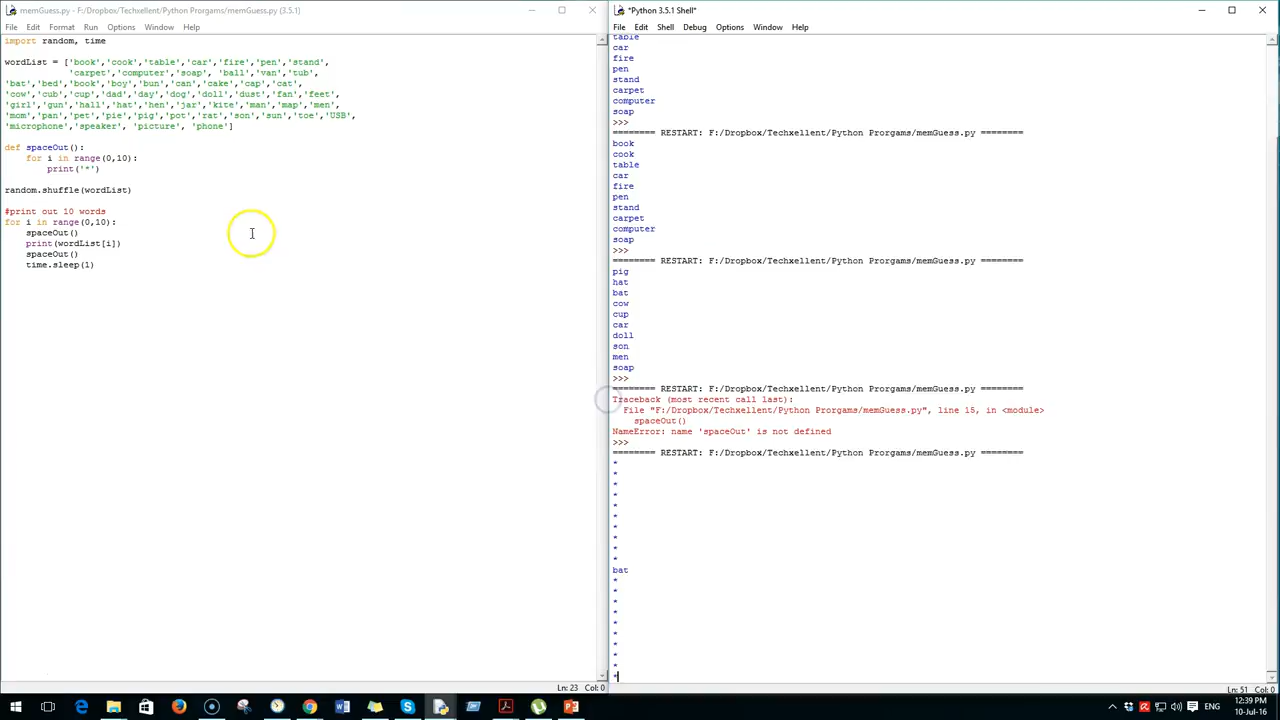 memGuess.py - F:/Dropbox/Techxellent/Python Prorgams/memGuess.py (3.5.1)
File Edit Format Run Options Window Help
import random, time
wordList = ['book','cook','table','car','fire','pen','stand',
'carpet','computer','soap', 'ball','van','tub',
'bat','bed','book','boy','bun','can','cake','cap','cat',
'cow','cub','cup','dad','day','dog','doll','dust','fan','feet',
'girl','gun','hall','hat','hen','jar','kite','man','map','men',
'mom','pan','pet','pie','pig','pot','rat','son','sun','toe','USB',
'microphone','speaker', 'picture', 'phone']
def spaceOut():
for i in range(0,10):
print('*')
random.shuffle(wordList)
#print out 10 words
for i in range(0,10):
spaceOut()
print(wordList[i])
spaceOut()
time.sleep(1)
Ln: 23 Col: 0
*Python 3.5.1 Shell*
File Edit Shell Debug Options Window Help
table
car
fire
pen
stand
carpet
computer
soap
>>>
======== RESTART: F:/Dropbox/Techxellent/Python Prorgams/memGuess.py ========
book
cook
table
car
fire
pen
stand
carpet
computer
soap
>>>
======== RESTART: F:/Dropbox/Techxellent/Python Prorgams/memGuess.py ========
pig
hat
bat
cow
cup
car
doll
son
men
soap
>>>
======== RESTART: F:/Dropbox/Techxellent/Python Prorgams/memGuess.py ========
Traceback (most recent call last):
File "F:/Dropbox/Techxellent/Python Prorgams/memGuess.py", line 15, in <module>
spaceOut()
NameError: name 'spaceOut' is not defined
>>>
======== RESTART: F:/Dropbox/Techxellent/Python Prorgams/memGuess.py ========
*
*
*
*
*
*
*
*
*
*
bat
*
*
*
*
*
*
*
*
*
*
Ln: 51 Col: 0
ENG
12:39 PM
10-Jul-16